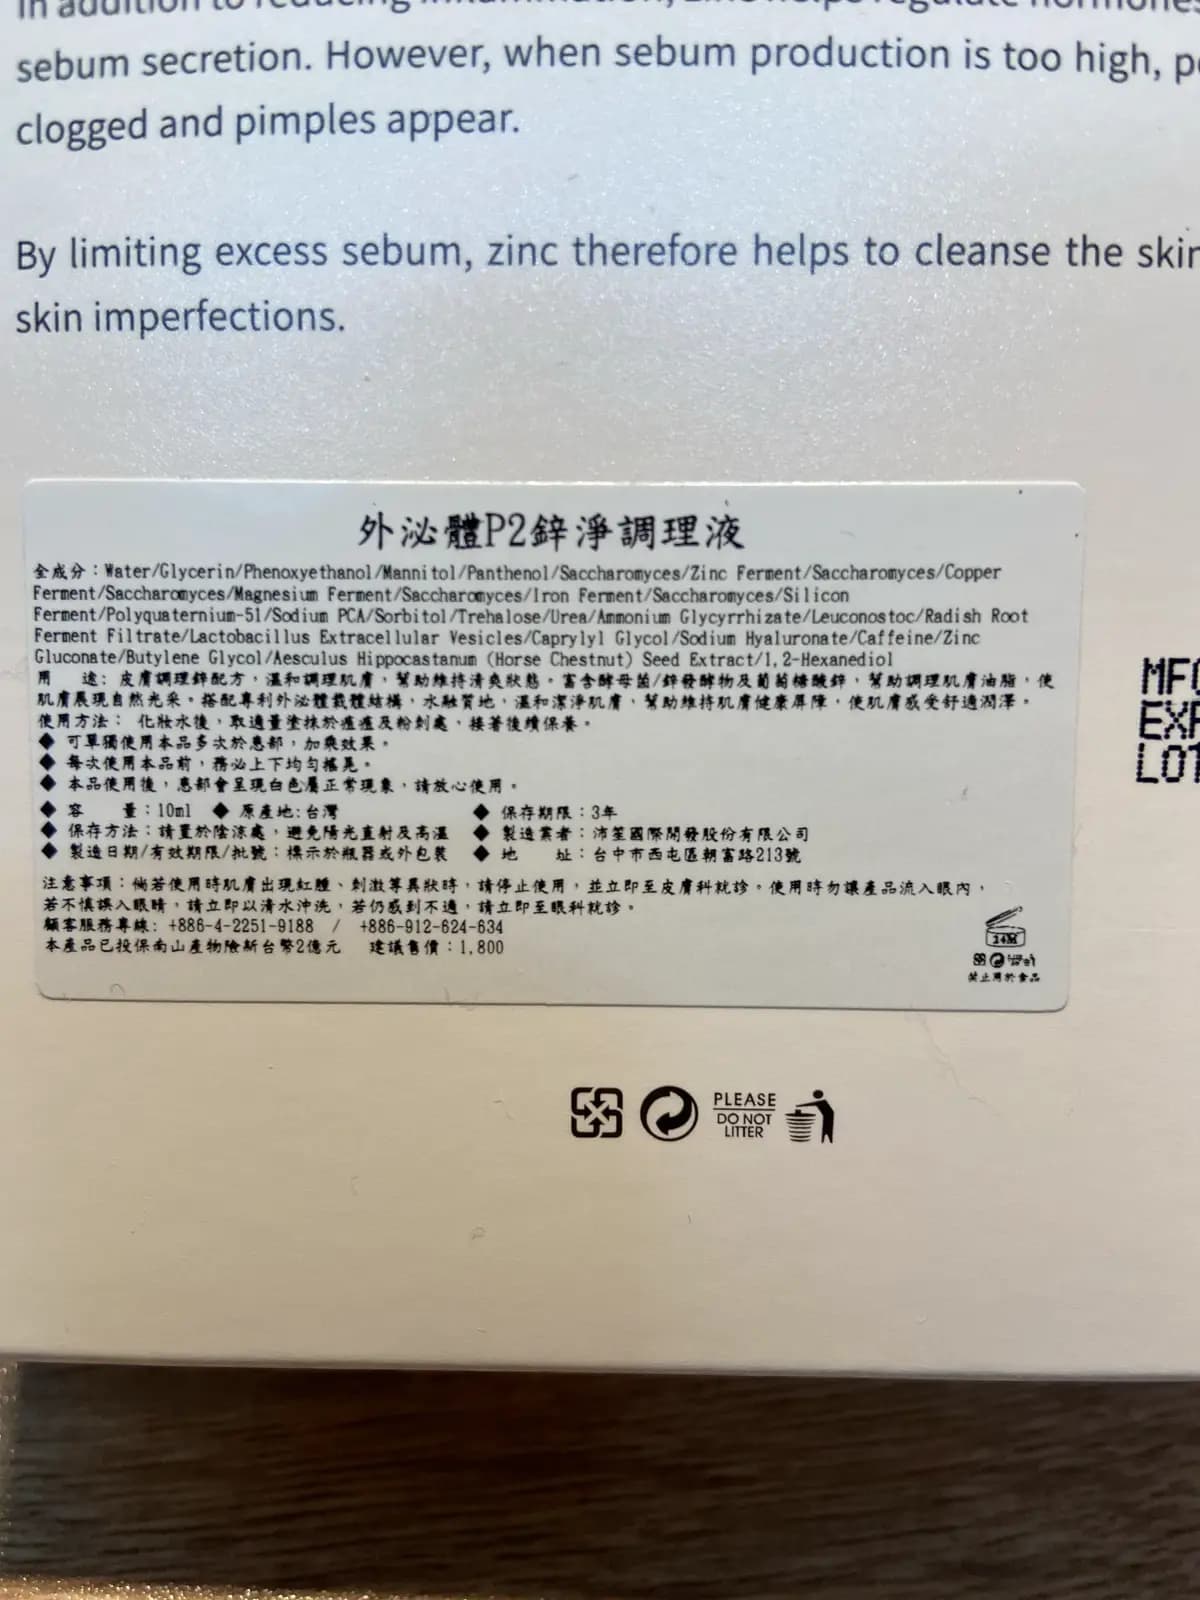 In addition to reducing inflammation, zinc helps regulate hormones
sebum secretion. However, when sebum production is too high,
clogged and pimples appear.
By limiting excess sebum, zinc therefore helps to cleanse the skin
skin imperfections.
外泌體P2鋅淨調理液
全成分：Water/Glycerin/Phenoxyethanol/Mannitol/Panthenol/Saccharomyces/Zinc Ferment/Saccharomyces/Copper
Ferment/Saccharomyces/Magnesium Ferment/Saccharomyces/Iron Ferment/Saccharomyces/Silicon
Ferment/Polyquaternium-51/Sodium PCA/Sorbitol/Trehalose/Urea/Ammonium Glycyrrhizate/Leuconostoc/Radish Root
Ferment Filtrate/Lactobacillus Extracellular Vesicles/Caprylyl Glycol/Sodium Hyaluronate/Caffeine/Zinc
Gluconate/Butylene Glycol/Aesculus Hippocastanum (Horse Chestnut) Seed Extract/1,2-Hexanediol
用 途：皮膚調理鋅配方，溫和調理肌膚，幫助維持清爽狀態。富含酵母菌/鋅發酵物及葡萄糖酸鋅，幫助調理肌膚油脂，使
肌膚展現自然光采。搭配專利外泌體載體結構，水融質地，溫和潔淨肌膚，幫助維持肌膚健康屏障，使肌膚感受舒適潤澤。
使用方法： 化妝水後，取適量塗抹於痘痘及粉刺處，接著後續保養。
◆ 可單獨使用本品多次於患部，加乘效果。
◆ 每次使用本品前，務必上下均勻搖晃。
◆ 本品使用後，患部會呈現白色屬正常現象，請放心使用。
◆ 容 量：10ml ◆ 原產地：台灣 ◆ 保存期限：3年
◆ 保存方法：請置於陰涼處，避免陽光直射及高溫 ◆ 製造業者：沛笙國際開發股份有限公司
◆ 製造日期/有效期限/批號：標示於瓶器或外包裝 ◆ 地 址：台中市西屯區朝富路213號
注意事項：倘若使用時肌膚出現紅腫、刺激等異狀時，請停止使用，並立即至皮膚科就診。使用時勿讓產品流入眼內，
若不慎誤入眼睛，請立即以清水沖洗，若仍感到不適，請立即至眼科就診。
顧客服務專線：+886-4-2251-9188 / +886-912-624-634
本產品已投保南山產物險新台幣2億元 建議售價：1,800
24M
禁止用於食品
MFG
EXP
LOT
PLEASE
DO NOT
LITTER